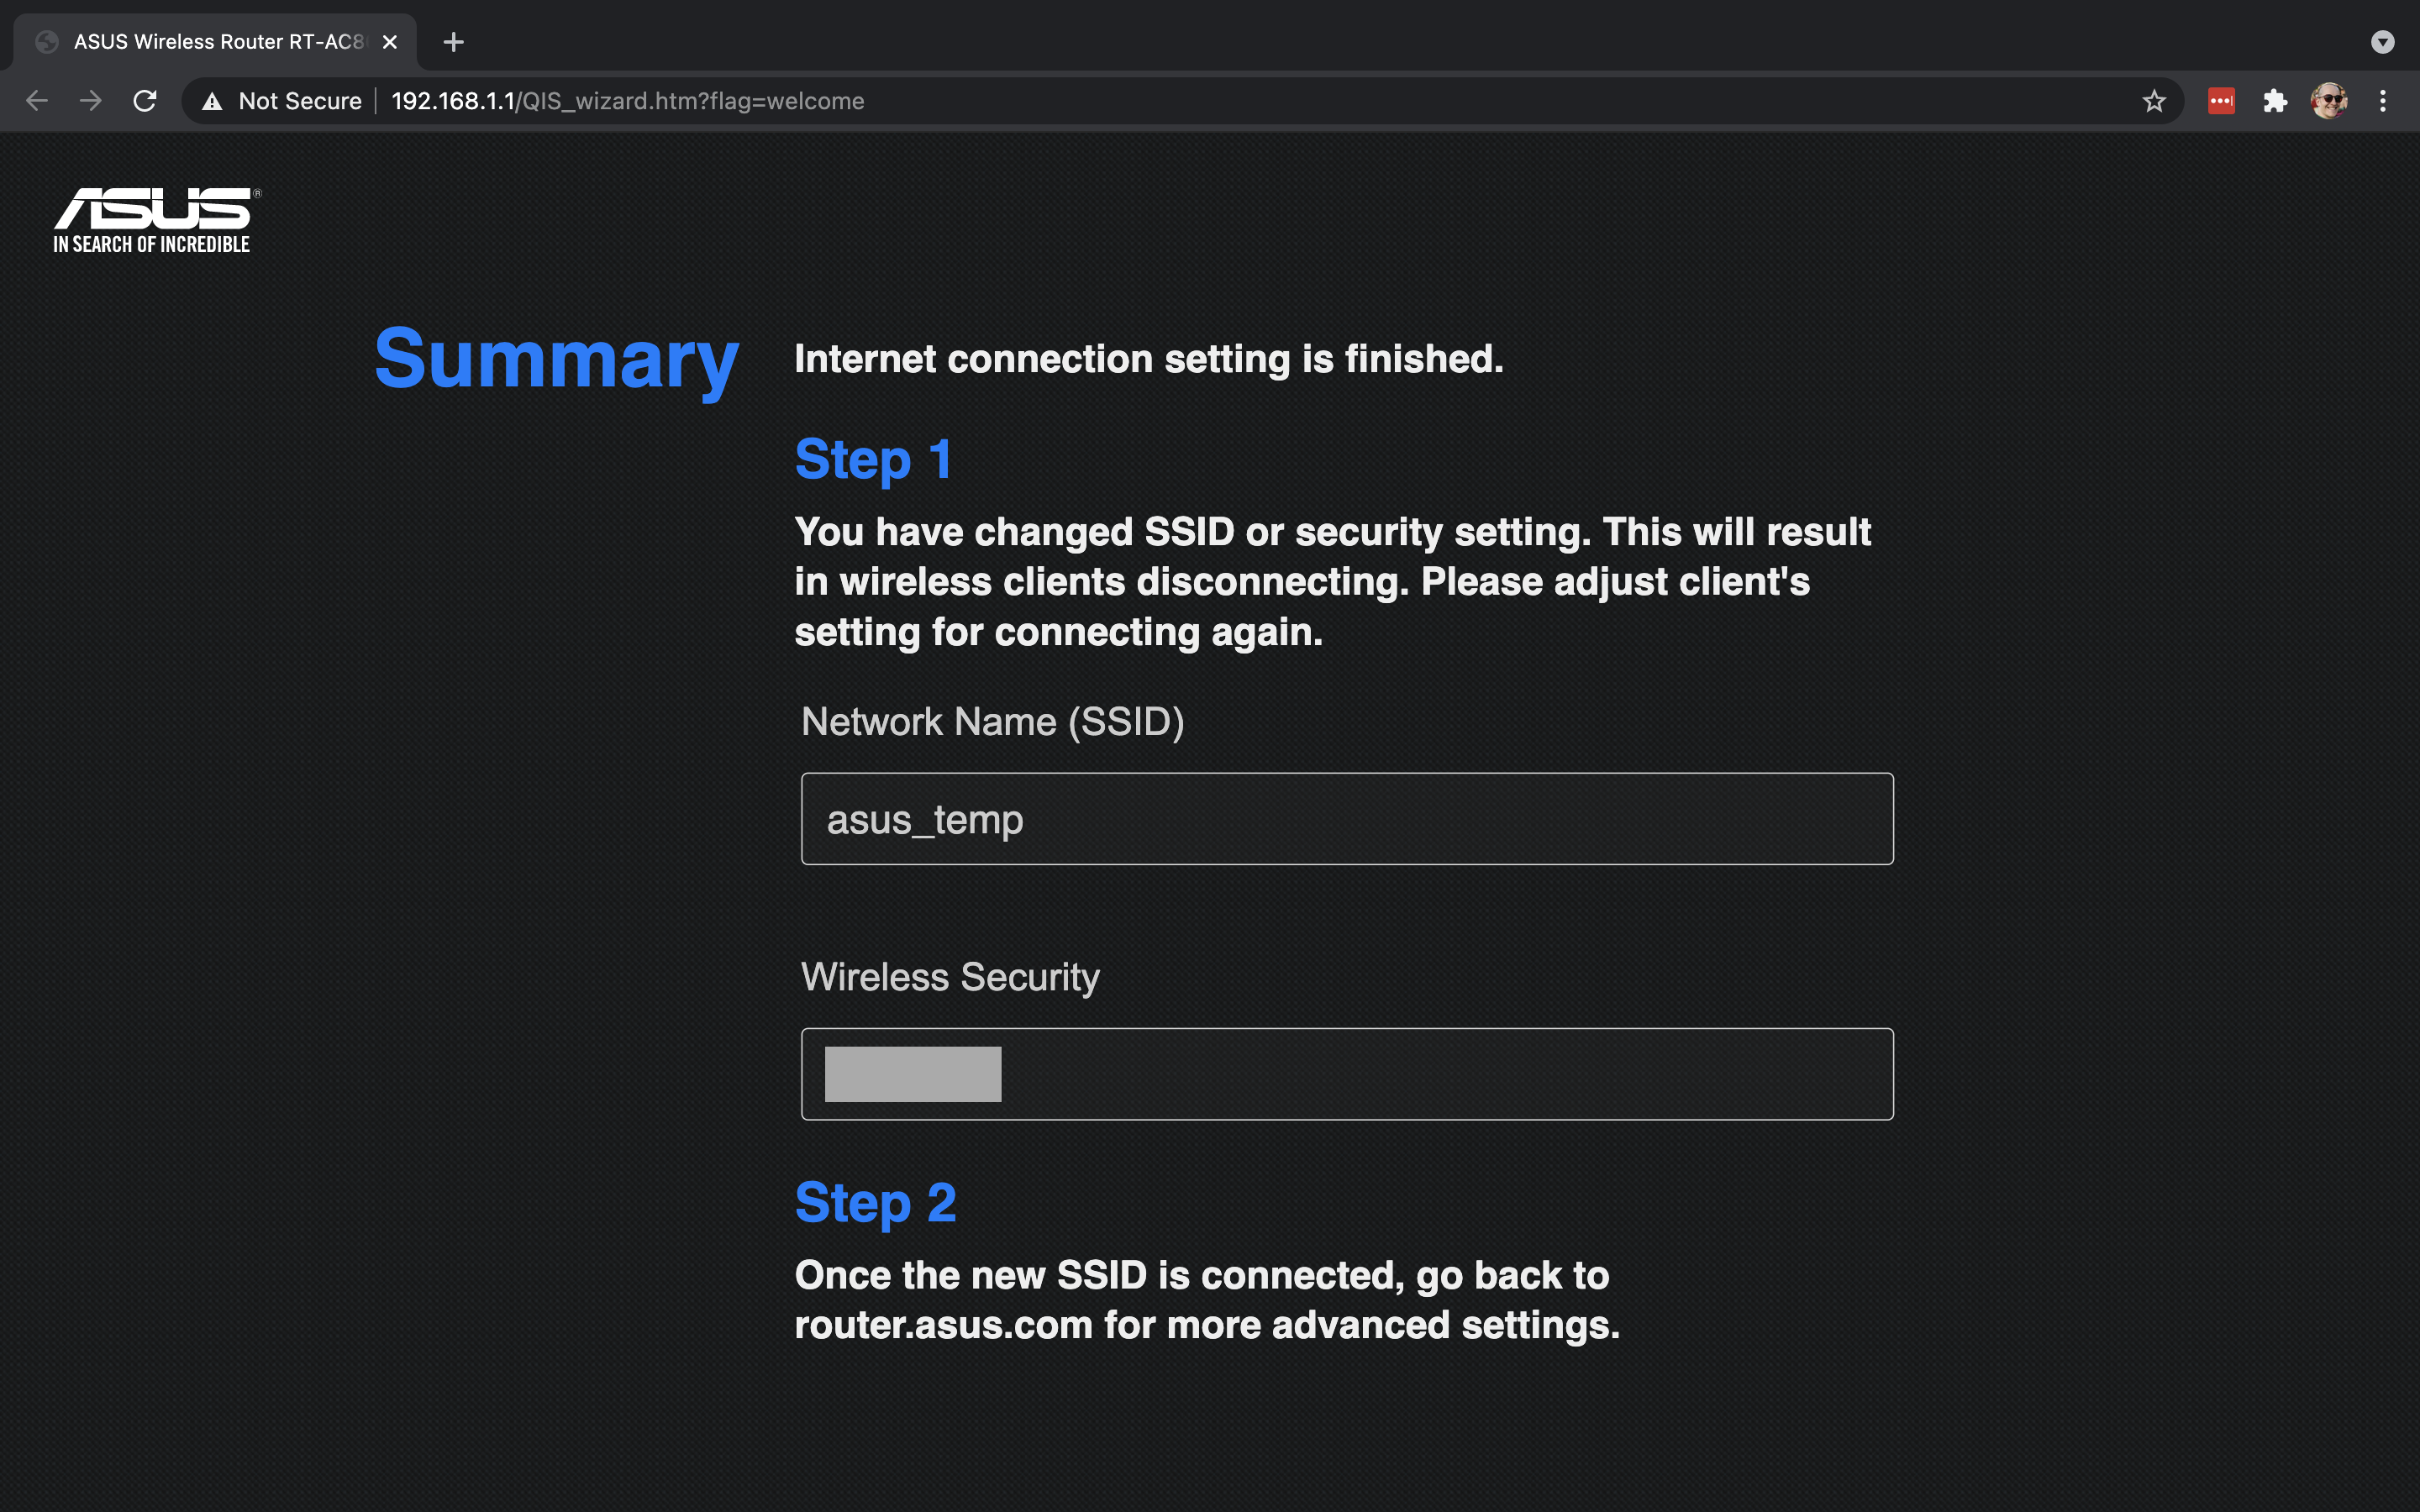 ASUS Wireless Router RT-AC8
Not Secure | 192.168.1.1/QIS_wizard.htm?flag=welcome
ASUS®
IN SEARCH OF INCREDIBLE
Summary
Internet connection setting is finished.
Step 1
You have changed SSID or security setting. This will result
in wireless clients disconnecting. Please adjust client's
setting for connecting again.
Network Name (SSID)
asus_temp
Wireless Security
Step 2
Once the new SSID is connected, go back to
router.asus.com for more advanced settings.